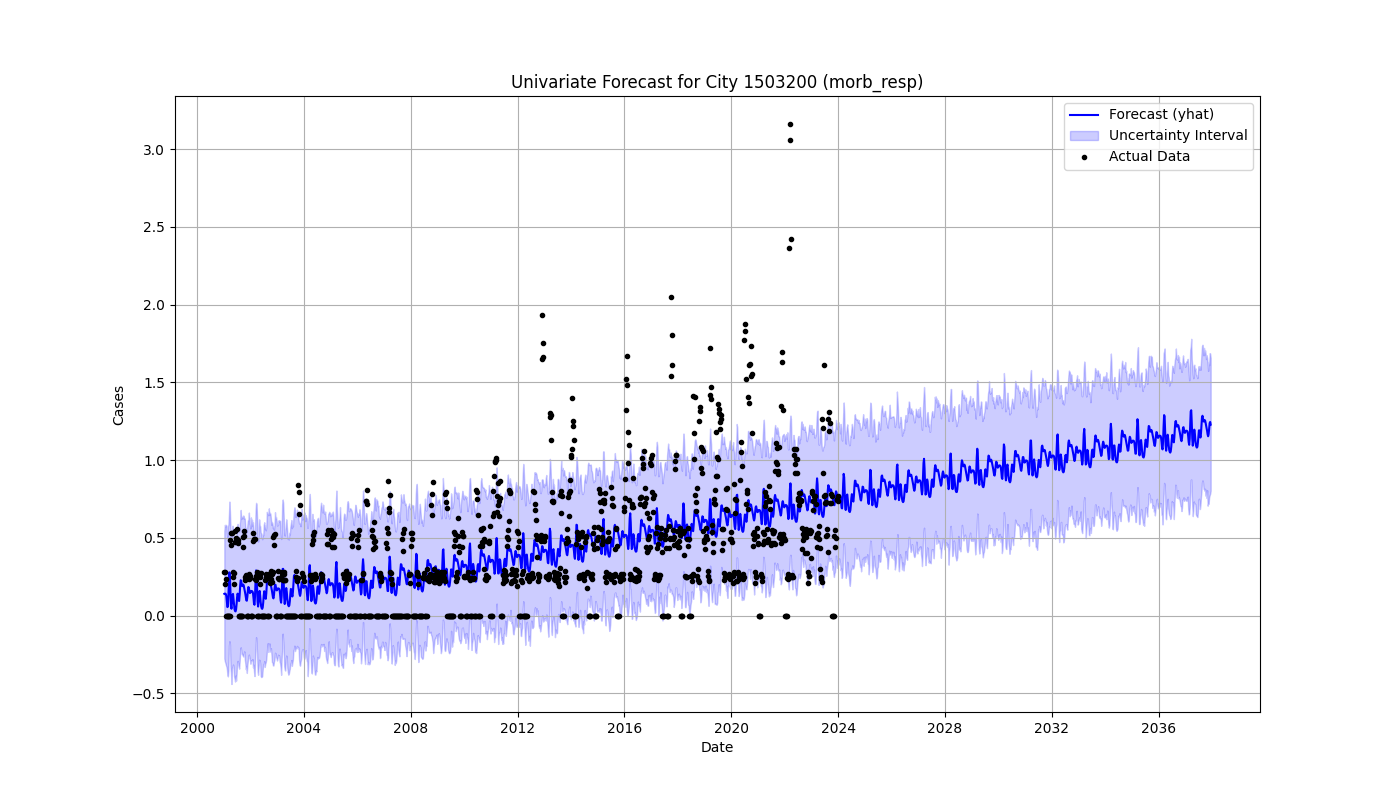 Univariate Forecast for City 1503200 (morb_resp)
Forecast (yhat)
Uncertainty Interval
Actual Data
Cases
3.0
2.5
2.0
1.5
1.0
0.5
0.0
−0.5
2000 2004 2008 2012 2016 2020 2024 2028 2032 2036
Date